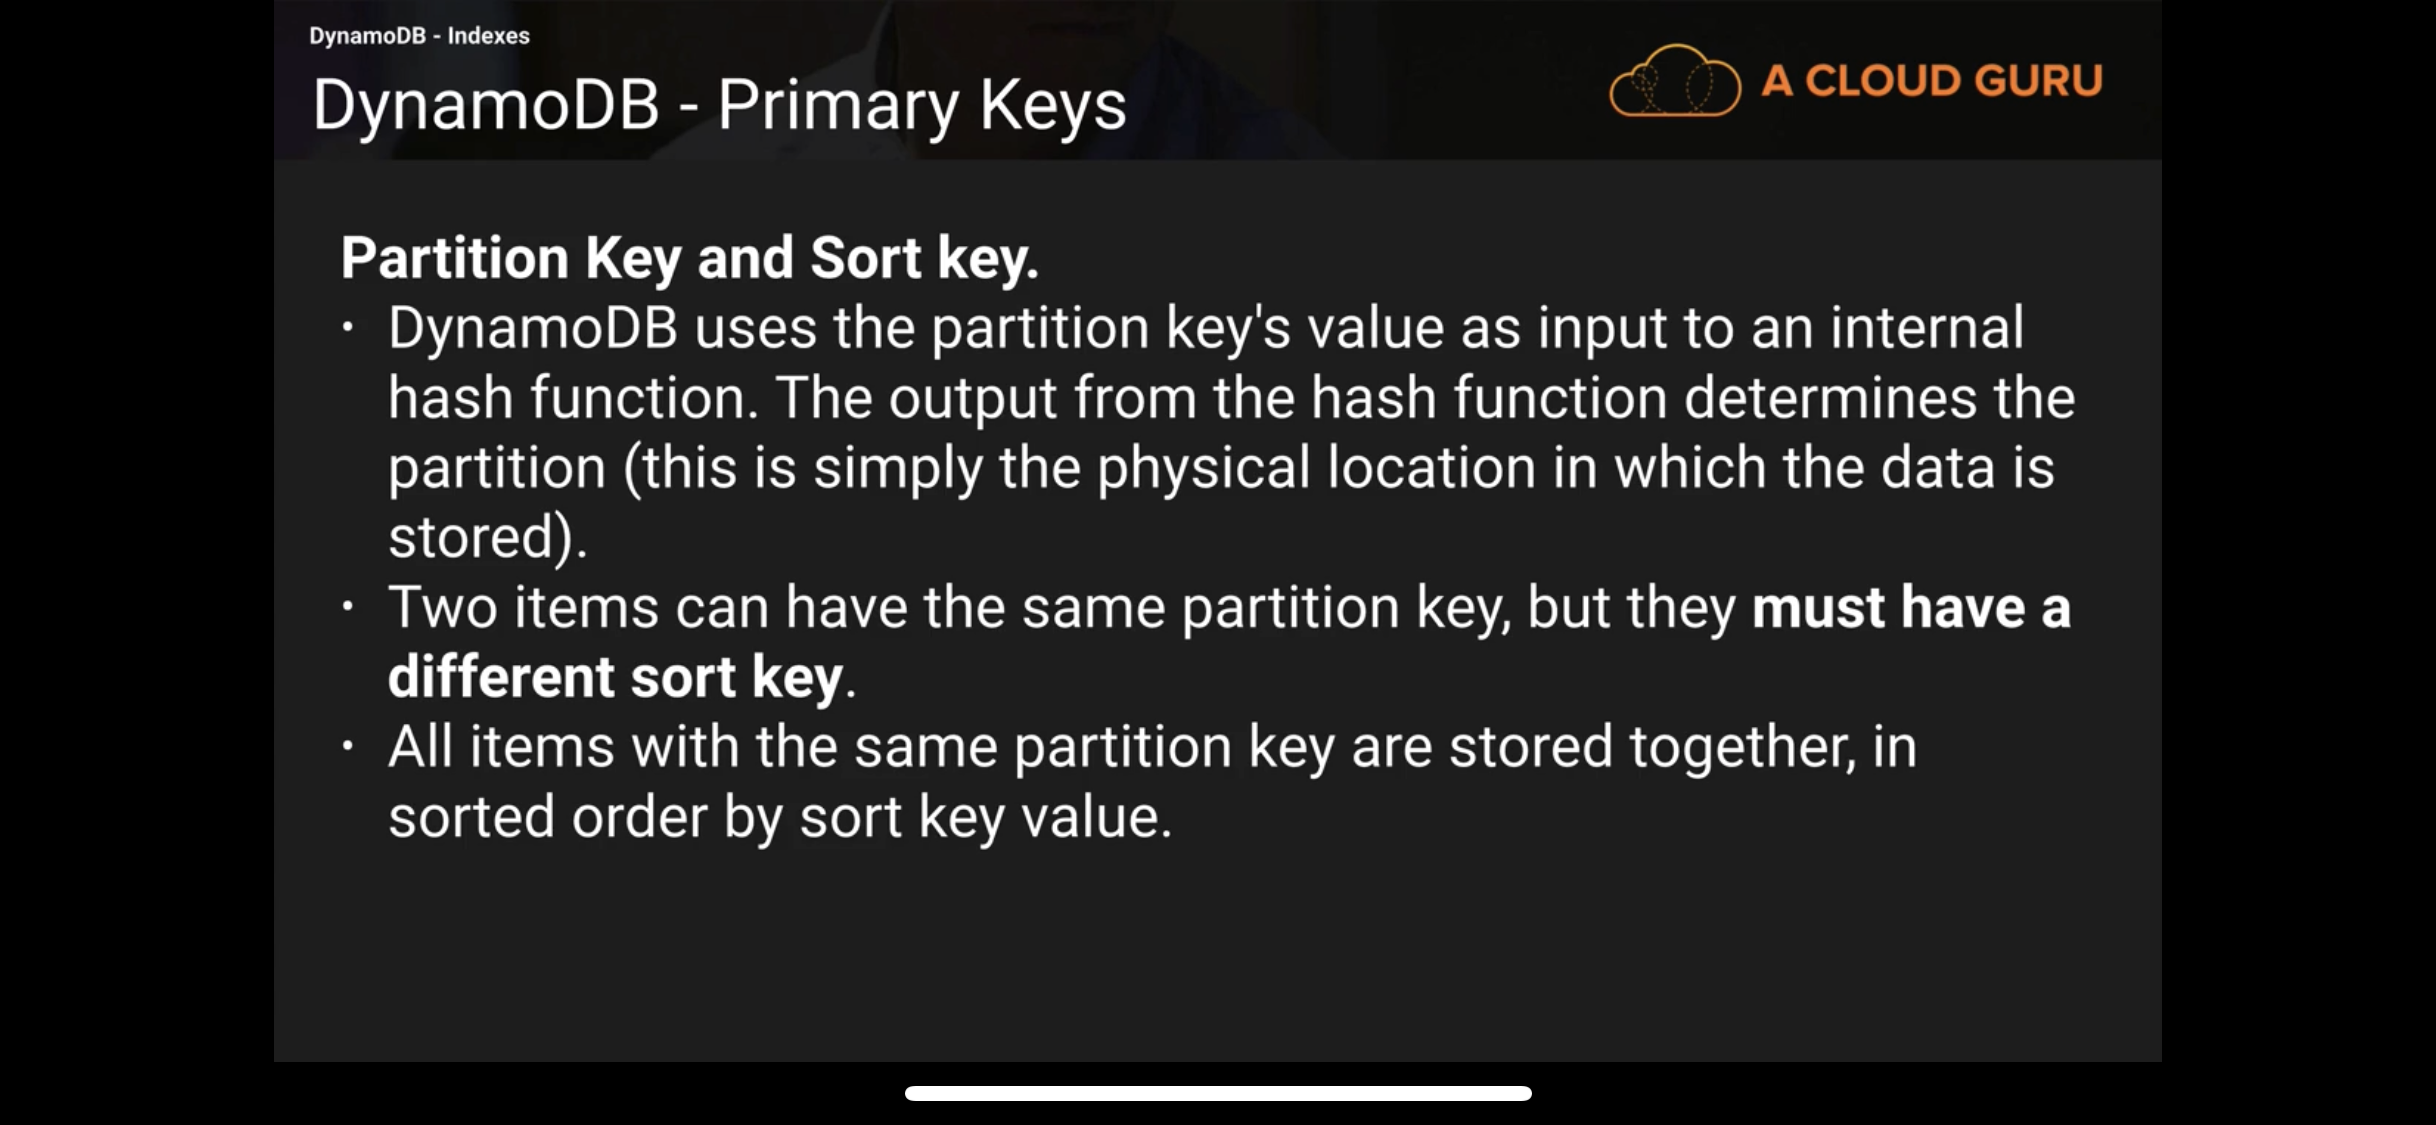 DynamoDB - Indexes
DynamoDB - Primary Keys
A CLOUD GURU
Partition Key and Sort key.
• DynamoDB uses the partition key's value as input to an internal
hash function. The output from the hash function determines the
partition (this is simply the physical location in which the data is
stored).
• Two items can have the same partition key, but they must have a
different sort key.
• All items with the same partition key are stored together, in
sorted order by sort key value.